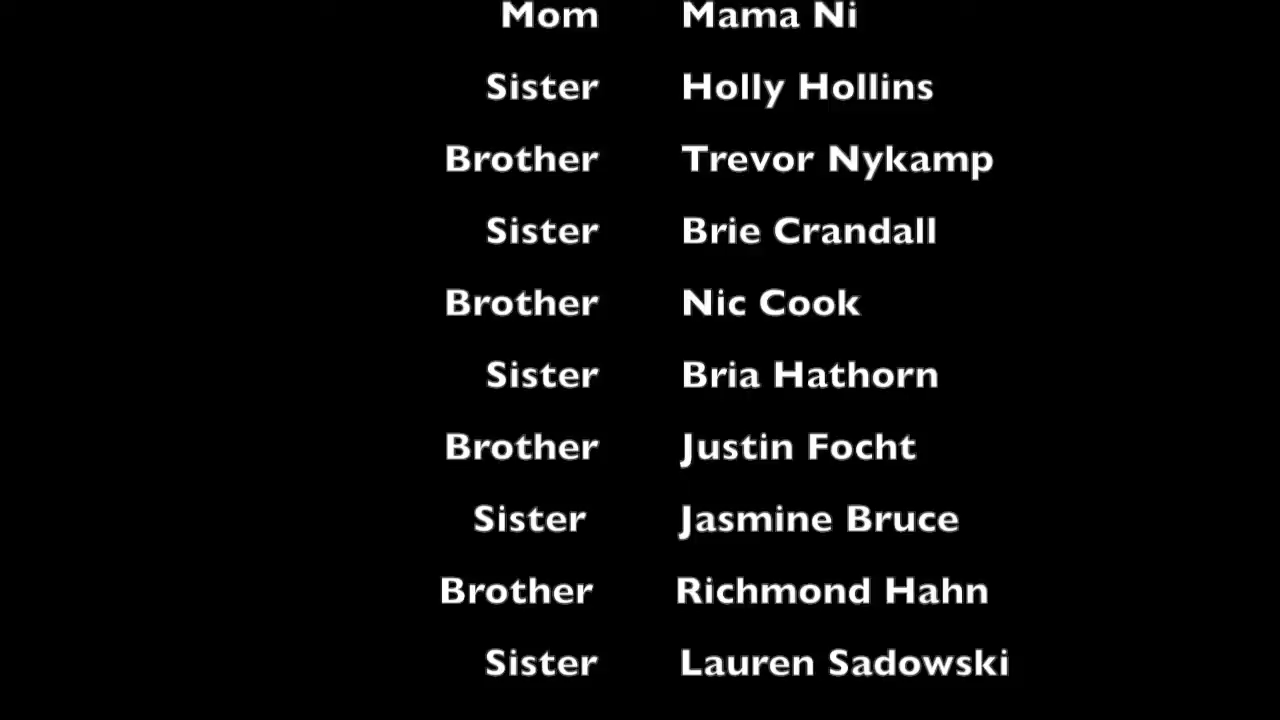 Mom Mama Ni
Sister Holly Hollins
Brother Trevor Nykamp
Sister Brie Crandall
Brother Nic Cook
Sister Bria Hathorn
Brother Justin Focht
Sister Jasmine Bruce
Brother Richmond Hahn
Sister Lauren Sadowski